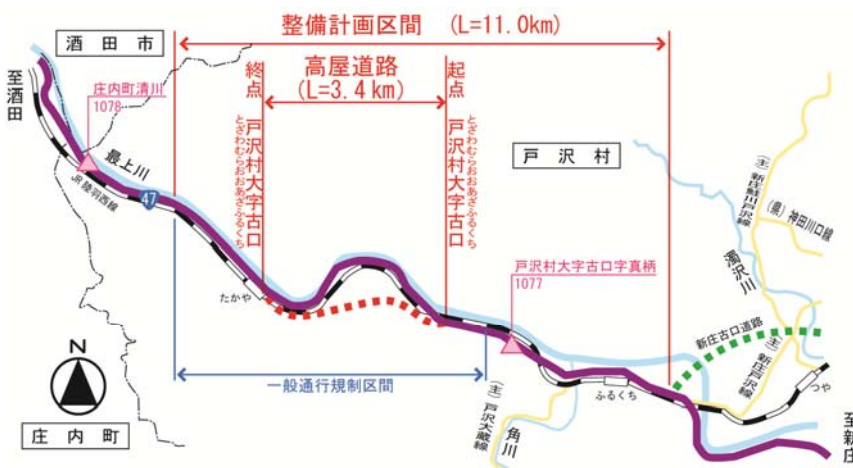 整備計画区間 (L=11.0km)
酒田市
高屋道路
(L=3.4km)
至酒田
終点
戸沢村大字古口
とざわむらおおあざふるくち
起点
戸沢村大字古口
とざわむらおおあざふるくち
庄内町清川
1078
最上川
JR陸羽西線
47
戸沢村
(主)新庄鮭川戸沢線
(県)神田川口線
濁沢川
戸沢村大字古口字真柄
1077
たかや
新庄古口道路
(主)新庄戸沢線
N
一般通行規制区間
ふるくち
つや
(主)戸沢大蔵線
角川
庄内町
至新庄